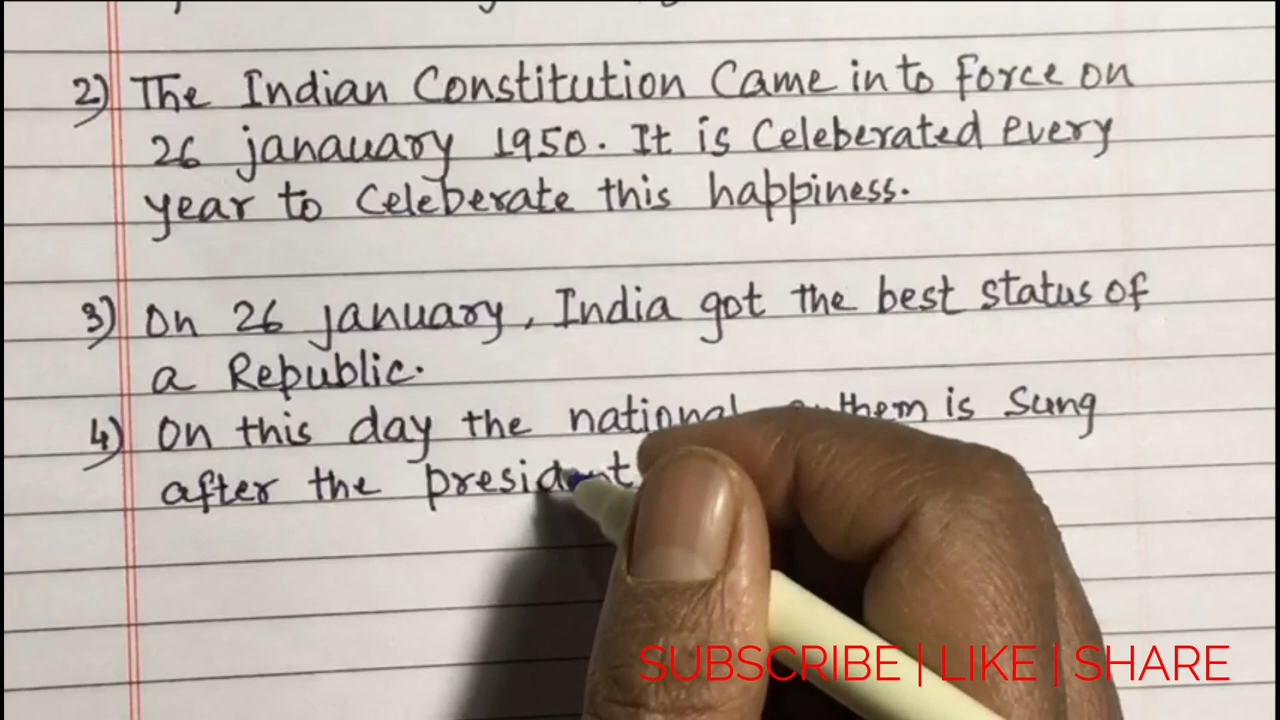 2) The Indian Constitution Came in to force on
26 janauary 1950. It is Celeberated every
year to Celeberate this happiness.
3) On 26 january, India got the best status of
a Republic.
4) On this day the national anthem is Sung
after the president
SUBSCRIBE | LIKE | SHARE